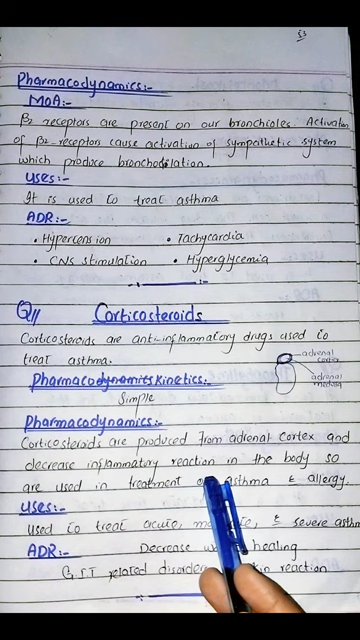 53
Pharmacodynamics:-
MOA:-
β2 receptors are present on our bronchioles. Activation
of β2 receptors cause activation of sympathetic system
which produce bronchodilation.
Uses:-
It is used to treat asthma
ADR:-
• Hypertension • Tachycardia
• CNS stimulation • Hyperglycemia
Q11 Corticosteroids
Corticosteroids are anti-inflammatory drugs used to
treat asthma.
adrenal cortex
adrenal medulla
Pharmacodynamics Kinetics.
Simple
Pharmacodynamics:-
Corticosteroids are produced from adrenal cortex and
decrease inflammatory reaction in the body so
are used in treatment asthma & allergy.
Uses:-
Used to treat acute, & severe asthm
ADR:- Decrease healing
G.I.T related disorder reaction